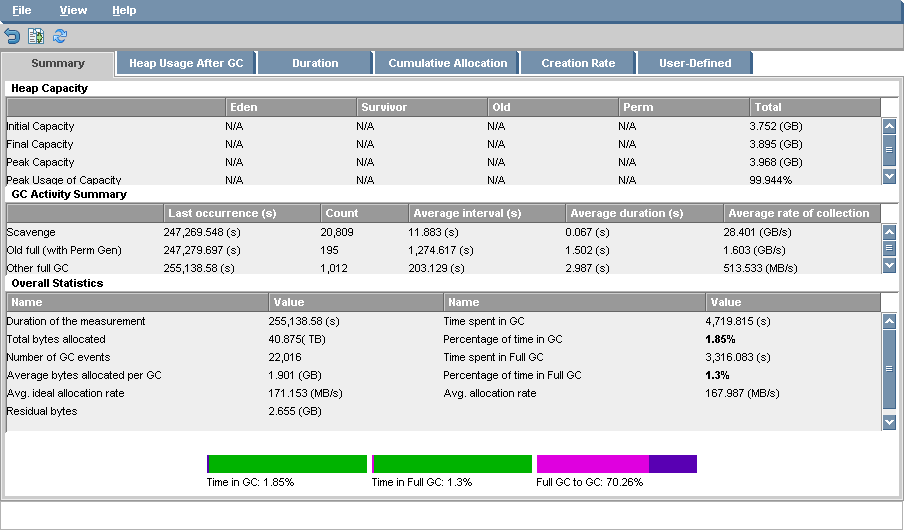 File View Help
Summary Heap Usage After GC Duration Cumulative Allocation Creation Rate User-Defined
Heap Capacity
Eden Survivor Old Perm Total
Initial Capacity N/A N/A N/A N/A 3.752 (GB)
Final Capacity N/A N/A N/A N/A 3.895 (GB)
Peak Capacity N/A N/A N/A N/A 3.968 (GB)
Peak Usage of Capacity N/A N/A N/A N/A 99.944%
GC Activity Summary
Last occurrence (s) Count Average interval (s) Average duration (s) Average rate of collection
Scavenge 247,269.548 (s) 20,809 11.883 (s) 0.067 (s) 28.401 (GB/s)
Old full (with Perm Gen) 247,279.697 (s) 195 1,274.617 (s) 1.502 (s) 1.603 (GB/s)
Other full GC 255,138.58 (s) 1,012 203.129 (s) 2.987 (s) 513.533 (MB/s)
Overall Statistics
Name Value Name Value
Duration of the measurement 255,138.58 (s) Time spent in GC 4,719.815 (s)
Total bytes allocated 40.875( TB) Percentage of time in GC 1.85%
Number of GC events 22,016 Time spent in Full GC 3,316.083 (s)
Average bytes allocated per GC 1.901 (GB) Percentage of time in Full GC 1.3%
Avg. ideal allocation rate 171.153 (MB/s) Avg. allocation rate 167.987 (MB/s)
Residual bytes 2.655 (GB)
Time in GC: 1.85% Time in Full GC: 1.3% Full GC to GC: 70.26%